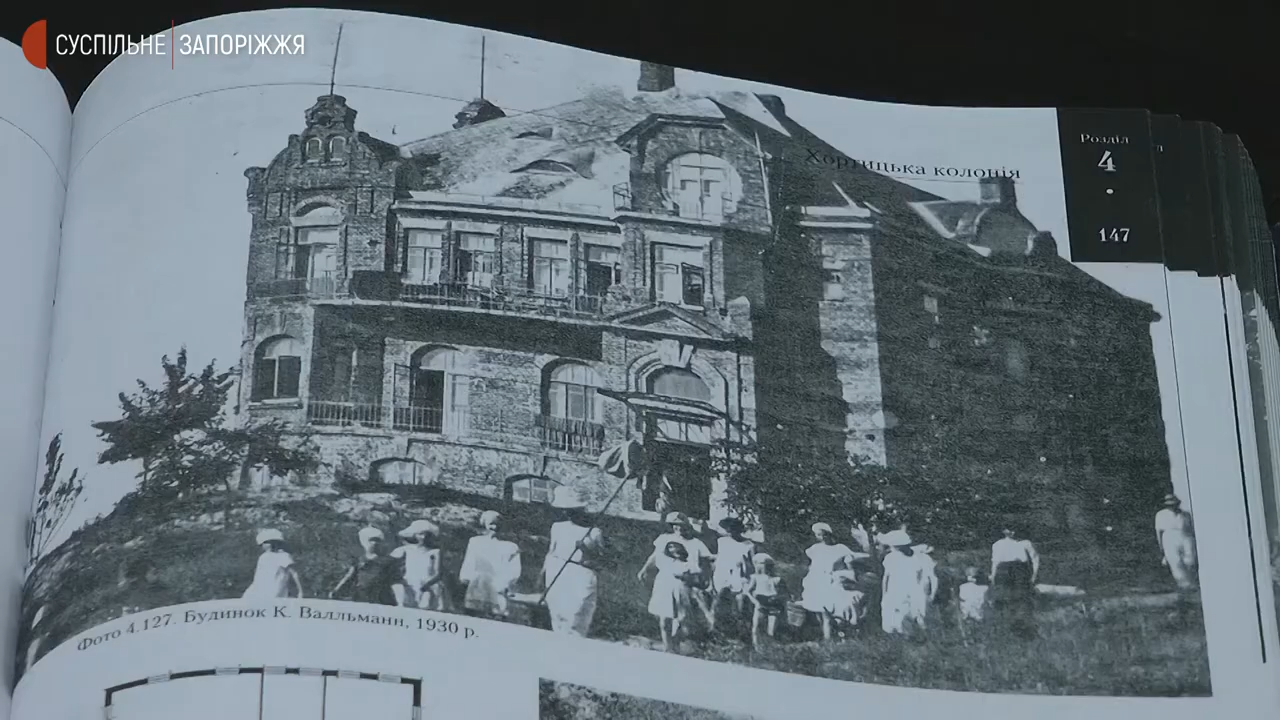 СУСПІЛЬНЕ ЗАПОРІЖЖЯ
Розділ
4
147
Хортицька колонія
Фото 4.127. Будинок К. Валльманн, 1930 р.